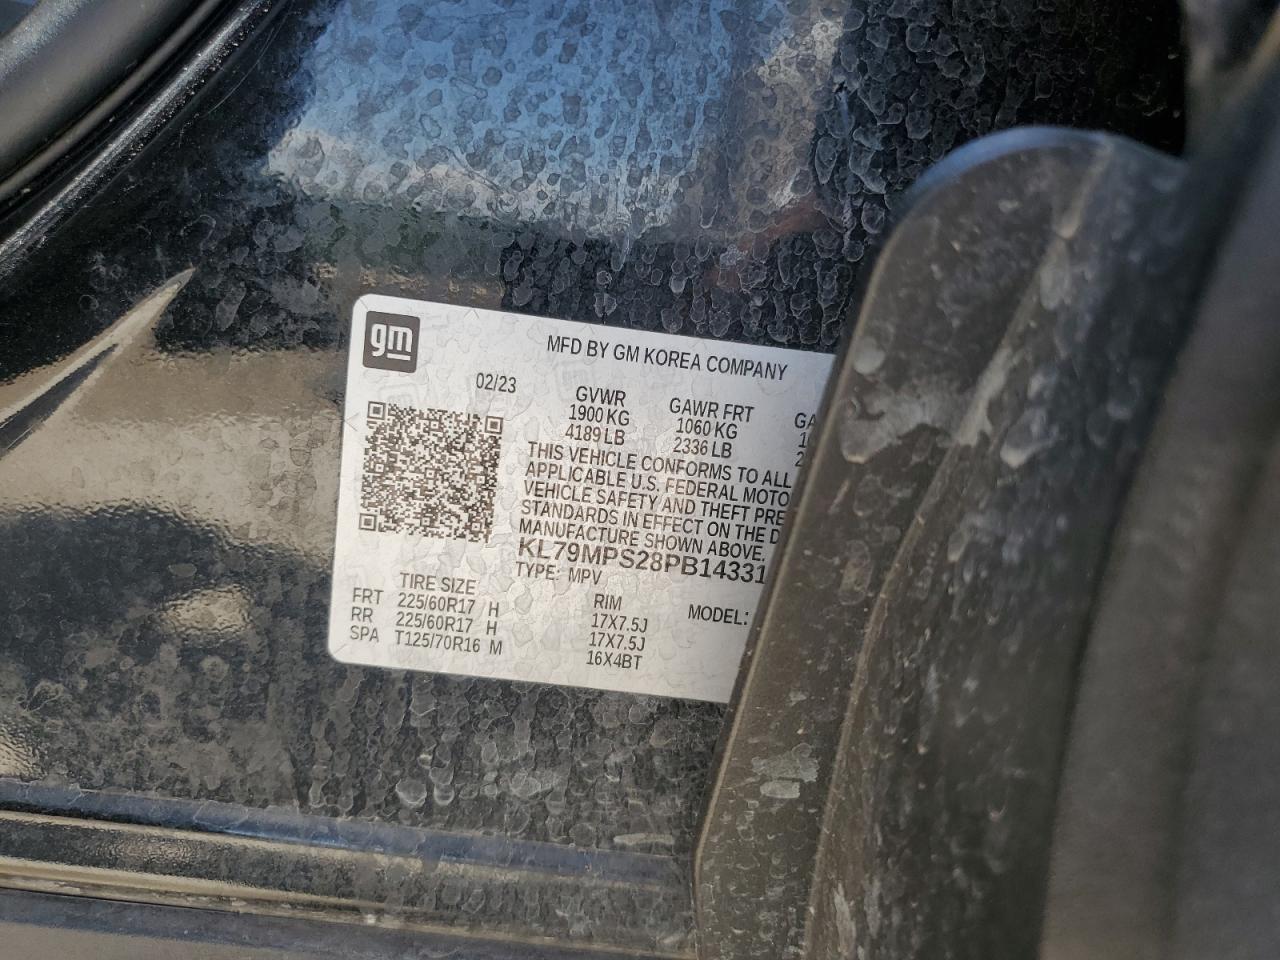 gm
MFD BY GM KOREA COMPANY
02/23
GVWR GAWR FRT
1900 KG 1060 KG
4189 LB 2336 LB
THIS VEHICLE CONFORMS TO ALL
APPLICABLE U.S. FEDERAL
VEHICLE SAFETY AND THEFT
STANDARDS IN EFFECT ON THE
MANUFACTURE SHOWN ABOVE.
KL79MPS28PB14331
TYPE: MPV
TIRE SIZE RIM MODEL:
FRT 225/60R17 H 17X7.5J
RR 225/60R17 H 17X7.5J
SPA T125/70R16 M 16X4BT